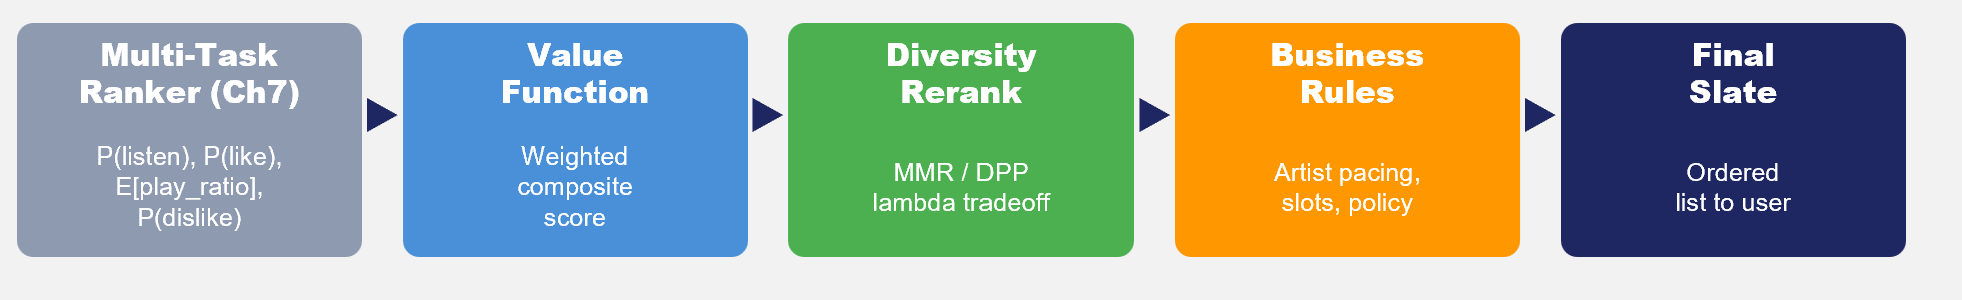 Multi-Task
Ranker (Ch7)
P(listen), P(like),
E[play_ratio],
P(dislike)
Value
Function
Weighted
composite
score
Diversity
Rerank
MMR / DPP
lambda tradeoff
Business
Rules
Artist pacing,
slots, policy
Final
Slate
Ordered
list to user